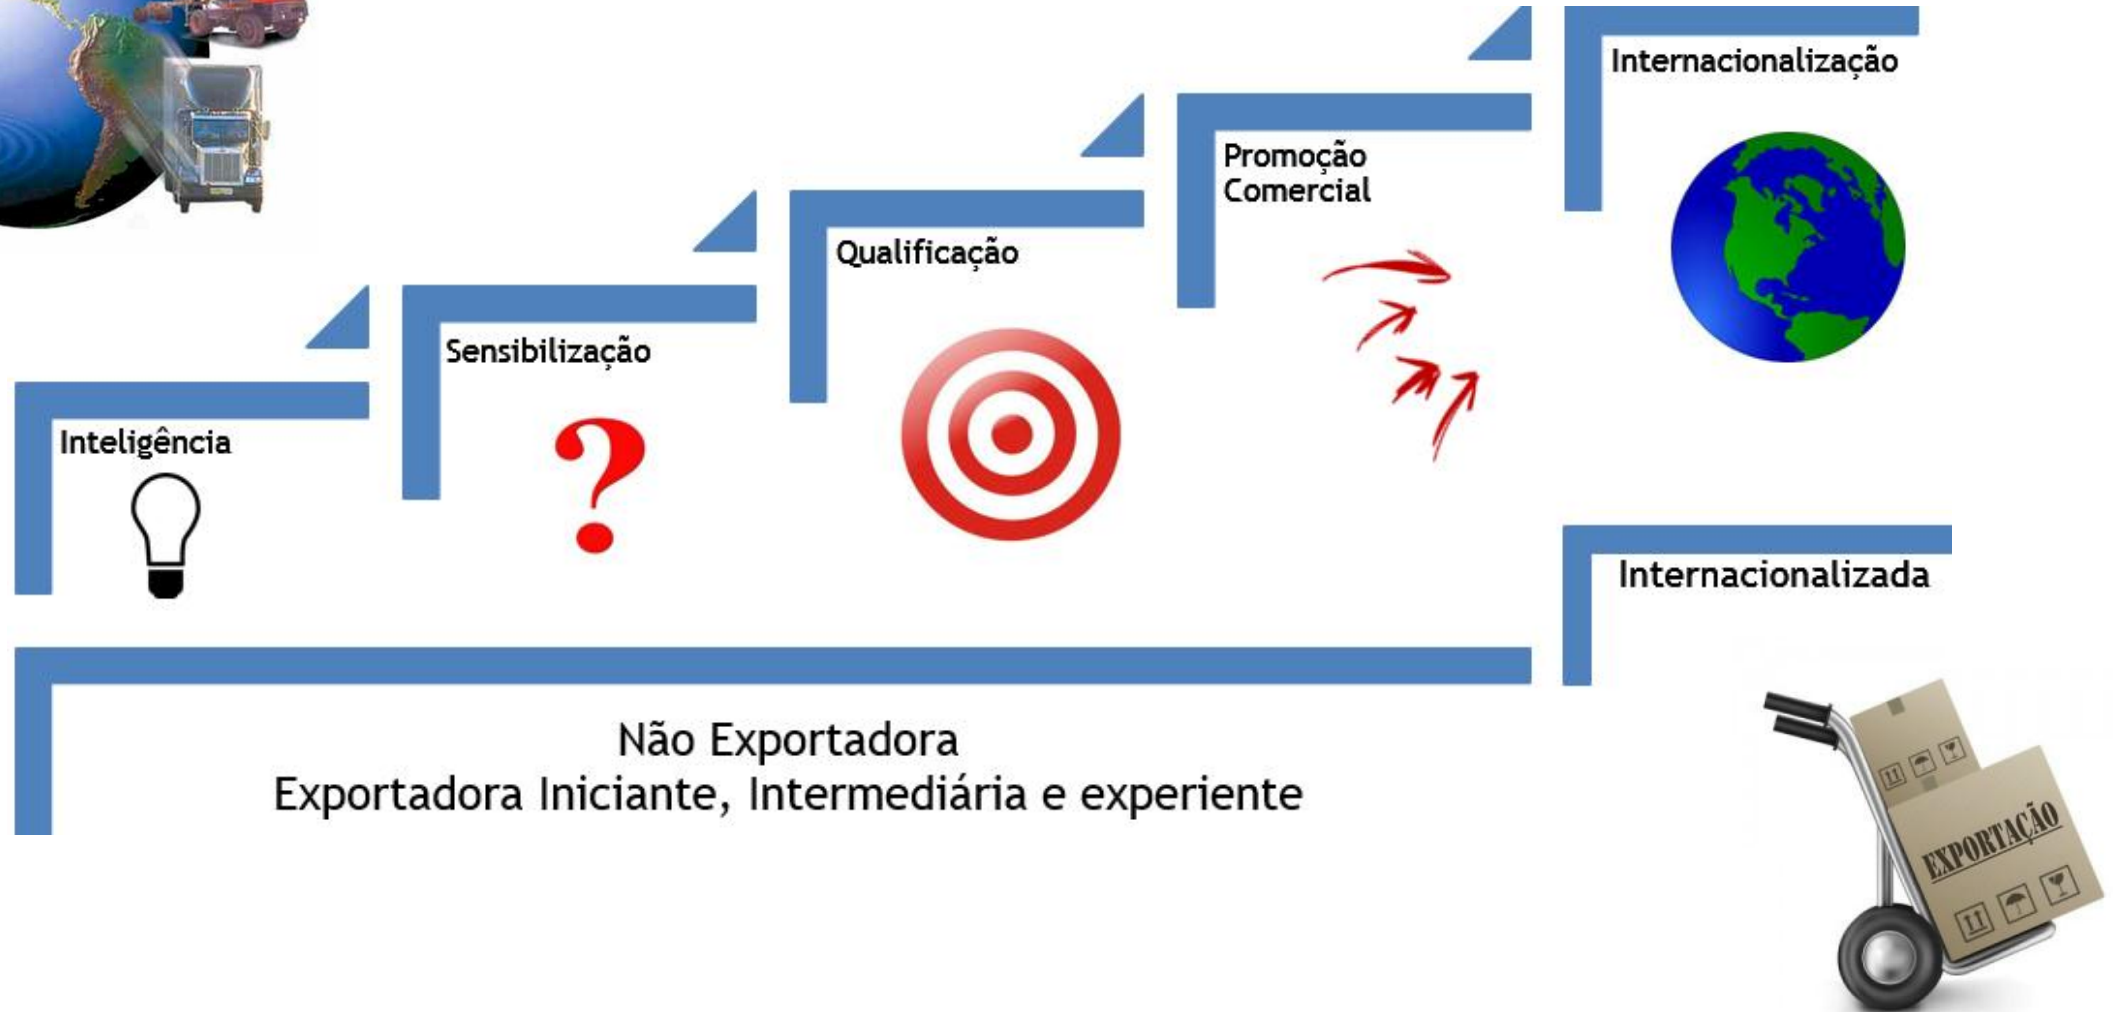 Internacionalização
Promoção
Comercial
Qualificação
Sensibilização
Inteligência
Internacionalizada
Não Exportadora
Exportadora Iniciante, Intermediária e experiente
EXPORTAÇÃO